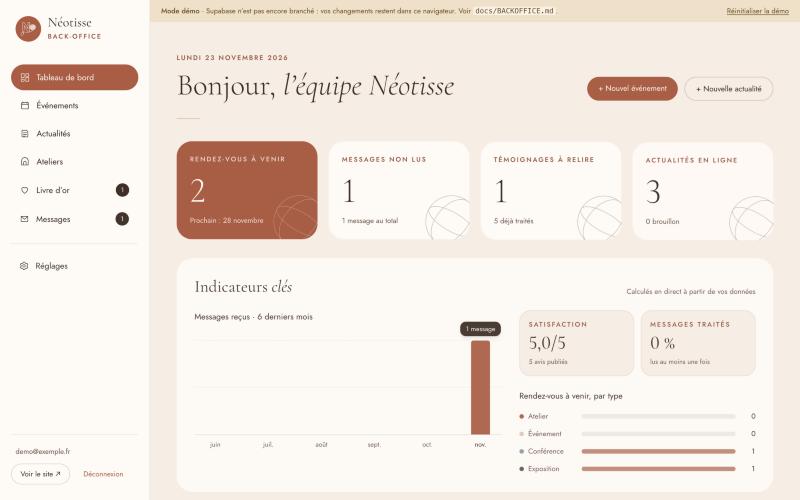 Néotisse
BACK-OFFICE
Mode démo · Supabase n'est pas encore branché : vos changements restent dans ce navigateur. Voir docs/BACKOFFICE.md.
Réinitialiser la démo
Tableau de bord
Événements
Actualités
Ateliers
Livre d'or 1
Messages 1
Réglages
demo@exemple.fr
Voir le site ↗
Déconnexion
LUNDI 23 NOVEMBRE 2026
Bonjour, l'équipe Néotisse
+ Nouvel événement
+ Nouvelle actualité
RENDEZ-VOUS À VENIR
2
Prochain : 28 novembre
MESSAGES NON LUS
1
1 message au total
TÉMOIGNAGES À RELIRE
1
5 déjà traités
ACTUALITÉS EN LIGNE
3
0 brouillon
Indicateurs clés
Calculés en direct à partir de vos données
Messages reçus · 6 derniers mois
1 message
juin juil. août sept. oct. nov.
SATISFACTION
5,0/5
5 avis publiés
MESSAGES TRAITÉS
0 %
lus au moins une fois
Rendez-vous à venir, par type
Atelier 0
Événement 0
Conférence 1
Exposition 1